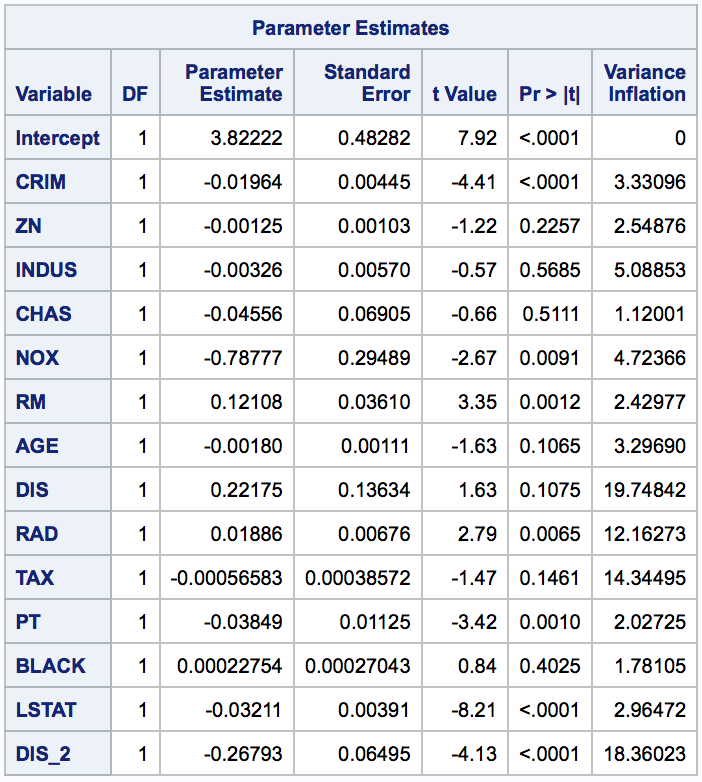 Parameter Estimates
Variable DF Parameter Estimate Standard Error t Value Pr > |t| Variance Inflation
Intercept 1 3.82222 0.48282 7.92 <.0001 0
CRIM 1 -0.01964 0.00445 -4.41 <.0001 3.33096
ZN 1 -0.00125 0.00103 -1.22 0.2257 2.54876
INDUS 1 -0.00326 0.00570 -0.57 0.5685 5.08853
CHAS 1 -0.04556 0.06905 -0.66 0.5111 1.12001
NOX 1 -0.78777 0.29489 -2.67 0.0091 4.72366
RM 1 0.12108 0.03610 3.35 0.0012 2.42977
AGE 1 -0.00180 0.00111 -1.63 0.1065 3.29690
DIS 1 0.22175 0.13634 1.63 0.1075 19.74842
RAD 1 0.01886 0.00676 2.79 0.0065 12.16273
TAX 1 -0.00056583 0.00038572 -1.47 0.1461 14.34495
PT 1 -0.03849 0.01125 -3.42 0.0010 2.02725
BLACK 1 0.00022754 0.00027043 0.84 0.4025 1.78105
LSTAT 1 -0.03211 0.00391 -8.21 <.0001 2.96472
DIS_2 1 -0.26793 0.06495 -4.13 <.0001 18.36023